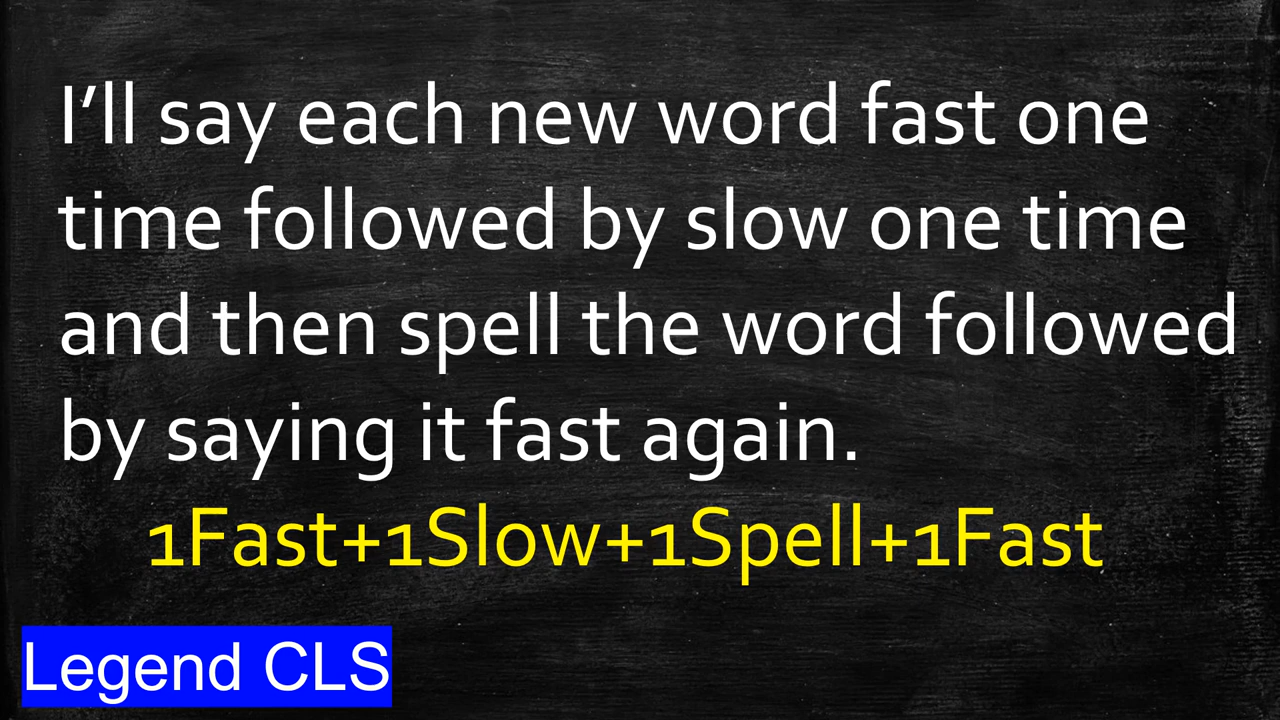 I’ll say each new word fast one
time followed by slow one time
and then spell the word followed
by saying it fast again.
1Fast+1Slow+1Spell+1Fast
Legend CLS